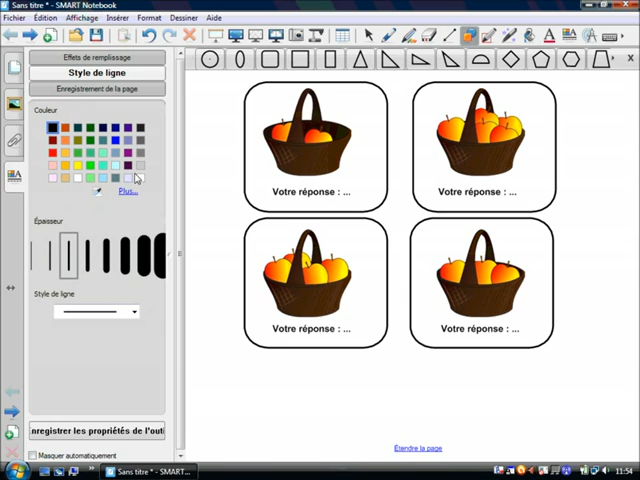 Sans titre * - SMART Notebook
Fichier Édition Affichage Insérer Format Dessiner Aide
Effets de remplissage
Style de ligne
Enregistrement de la page
Couleur
Plus...
Épaisseur
Style de ligne
nregistrer les propriétés de l'outi
Masquer automatiquement
Votre réponse : ... Votre réponse : ...
Votre réponse : ... Votre réponse : ...
Étendre la page
Sans titre * - SMART...
11:54